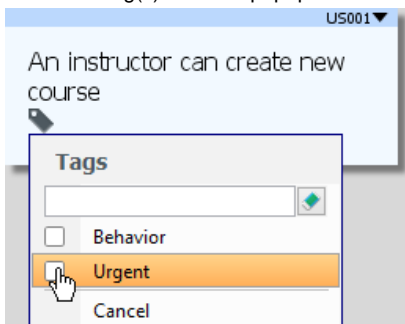 US001▼
An instructor can create new
course
Tags
Behavior
Urgent
Cancel